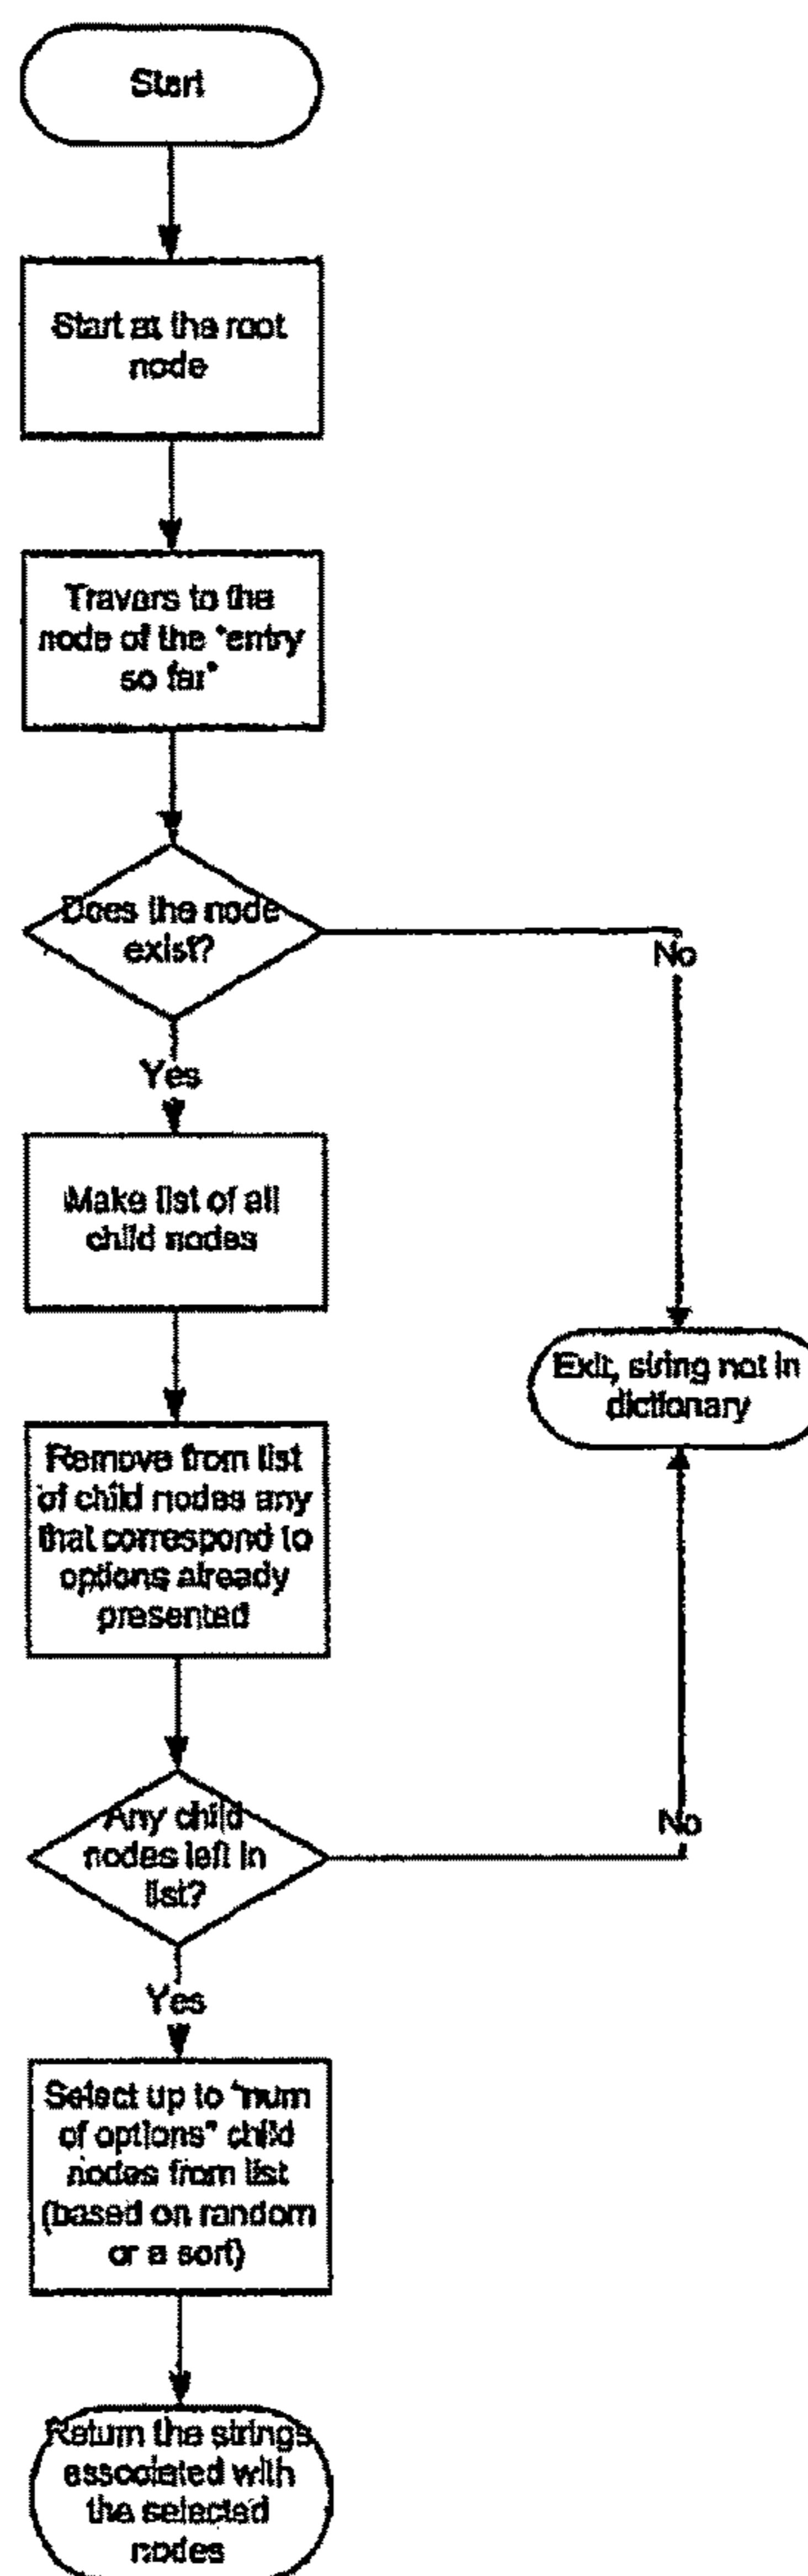 Start
Start at the root
node
Travers to the
node of the "entry
so far"
Does the node
exist?
No
Yes
Make list of all
child nodes
Exit, string not in
dictionary
Remove from list
of child nodes any
that correspond to
options already
presented
Any child
nodes left in
list?
No
Yes
Select up to "num
of options" child
nodes from list
(based on random
or a sort)
Return the strings
associated with
the selected
nodes